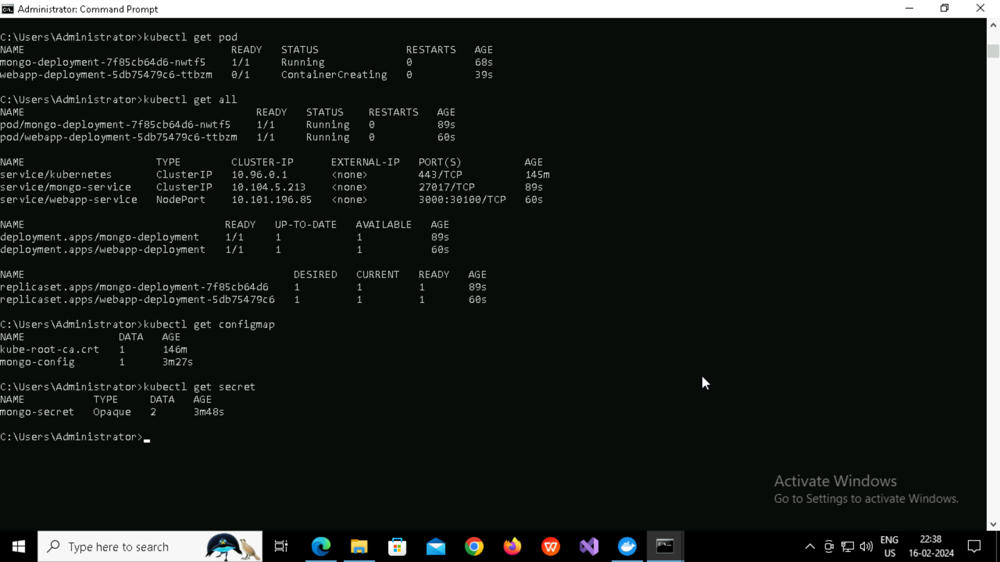 Administrator: Command Prompt
C:\Users\Administrator>kubectl get pod
NAME READY STATUS RESTARTS AGE
mongo-deployment-7f85cb64d6-nwtf5 1/1 Running 0 68s
webapp-deployment-5db75479c6-ttbzm 0/1 ContainerCreating 0 39s
C:\Users\Administrator>kubectl get all
NAME READY STATUS RESTARTS AGE
pod/mongo-deployment-7f85cb64d6-nwtf5 1/1 Running 0 89s
pod/webapp-deployment-5db75479c6-ttbzm 1/1 Running 0 60s
NAME TYPE CLUSTER-IP EXTERNAL-IP PORT(S) AGE
service/kubernetes ClusterIP 10.96.0.1 <none> 443/TCP 145m
service/mongo-service ClusterIP 10.104.5.213 <none> 27017/TCP 89s
service/webapp-service NodePort 10.101.196.85 <none> 3000:30100/TCP 60s
NAME READY UP-TO-DATE AVAILABLE AGE
deployment.apps/mongo-deployment 1/1 1 1 89s
deployment.apps/webapp-deployment 1/1 1 1 60s
NAME DESIRED CURRENT READY AGE
replicaset.apps/mongo-deployment-7f85cb64d6 1 1 1 89s
replicaset.apps/webapp-deployment-5db75479c6 1 1 1 60s
C:\Users\Administrator>kubectl get configmap
NAME DATA AGE
kube-root-ca.crt 1 146m
mongo-config 1 3m27s
C:\Users\Administrator>kubectl get secret
NAME TYPE DATA AGE
mongo-secret Opaque 2 3m48s
C:\Users\Administrator>
Activate Windows
Go to Settings to activate Windows.
Type here to search
ENG
US
22:38
16-02-2024